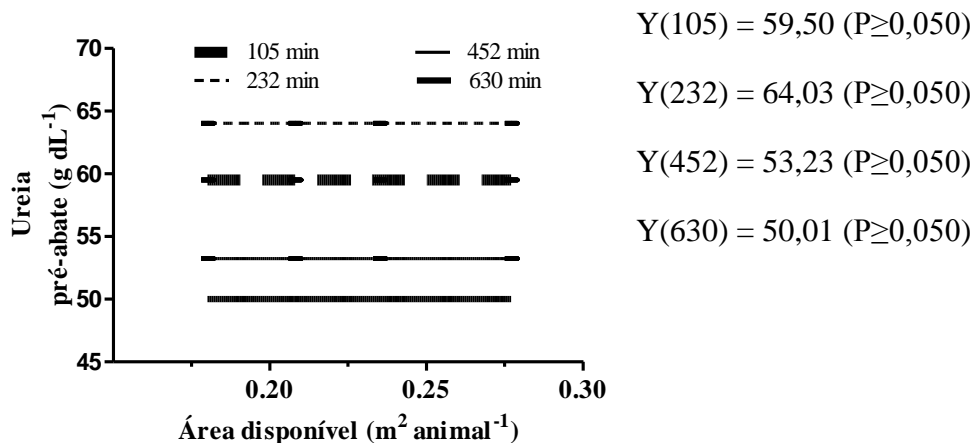 Y(105) = 59,50 (P≥0,050)
Y(232) = 64,03 (P≥0,050)
Y(452) = 53,23 (P≥0,050)
Y(630) = 50,01 (P≥0,050)
105 min
452 min
232 min
630 min
70
65
60
55
50
45
Ureia
pré-abate (g dL⁻¹)
0.20
0.25
0.30
Área disponível (m² animal⁻¹)